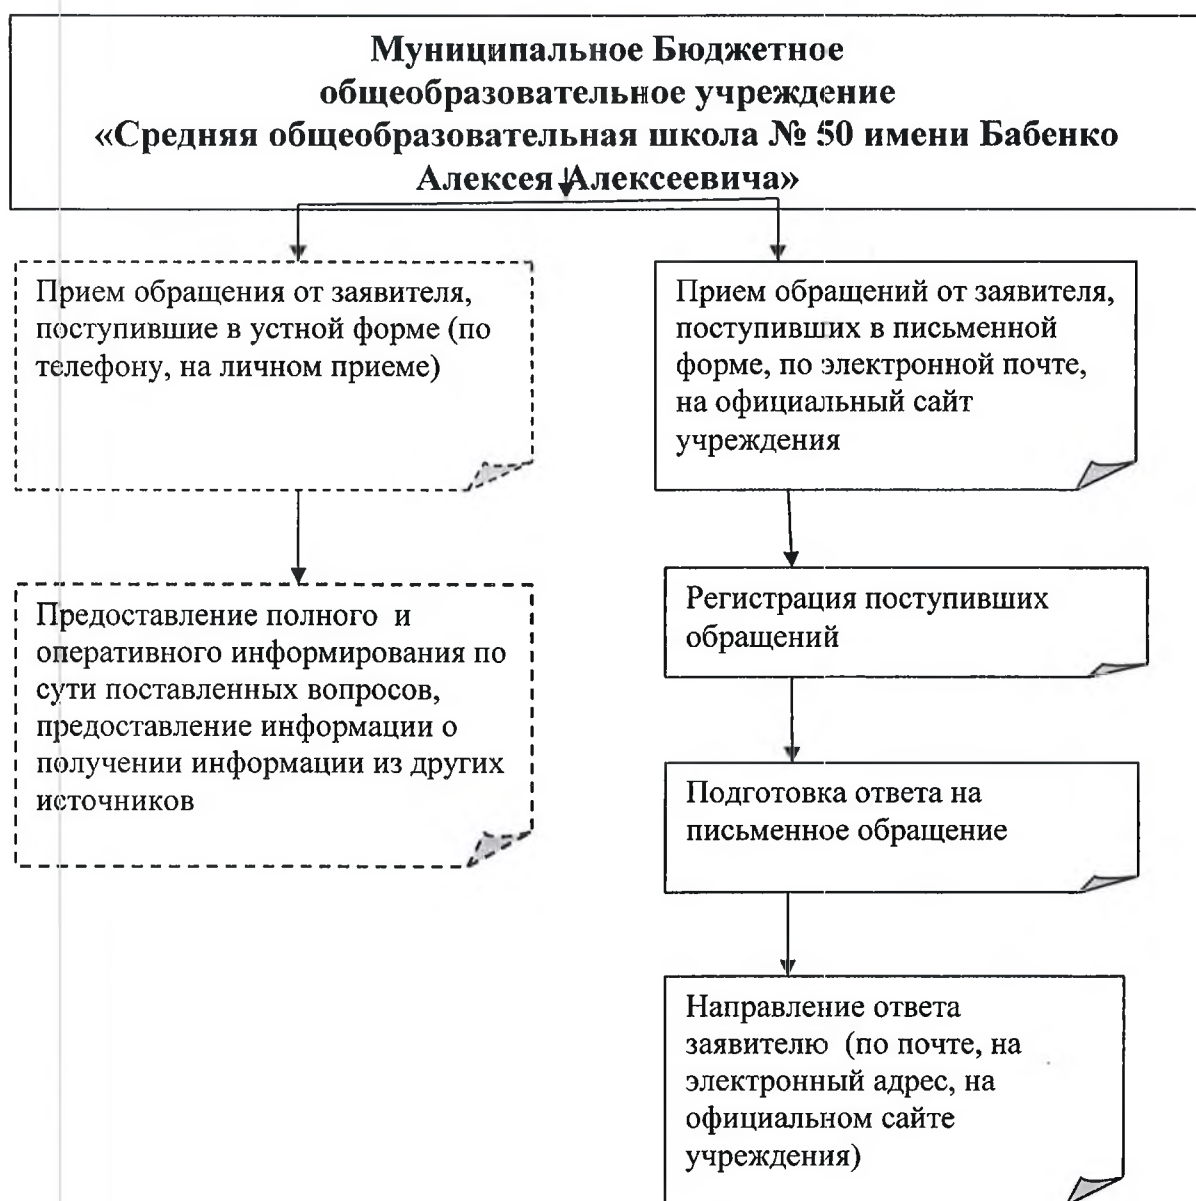 Муниципальное Бюджетное
общеобразовательное учреждение
«Средняя общеобразовательная школа № 50 имени Бабенко
Алексея Алексеевича»
Прием обращения от заявителя,
поступившие в устной форме (по
телефону, на личном приеме)
Предоставление полного и
оперативного информирования по
сути поставленных вопросов,
предоставление информации о
получении информации из других
источников
Прием обращений от заявителя,
поступивших в письменной
форме, по электронной почте,
на официальный сайт
учреждения
Регистрация поступивших
обращений
Подготовка ответа на
письменное обращение
Направление ответа
заявителю (по почте, на
электронный адрес, на
официальном сайте
учреждения)